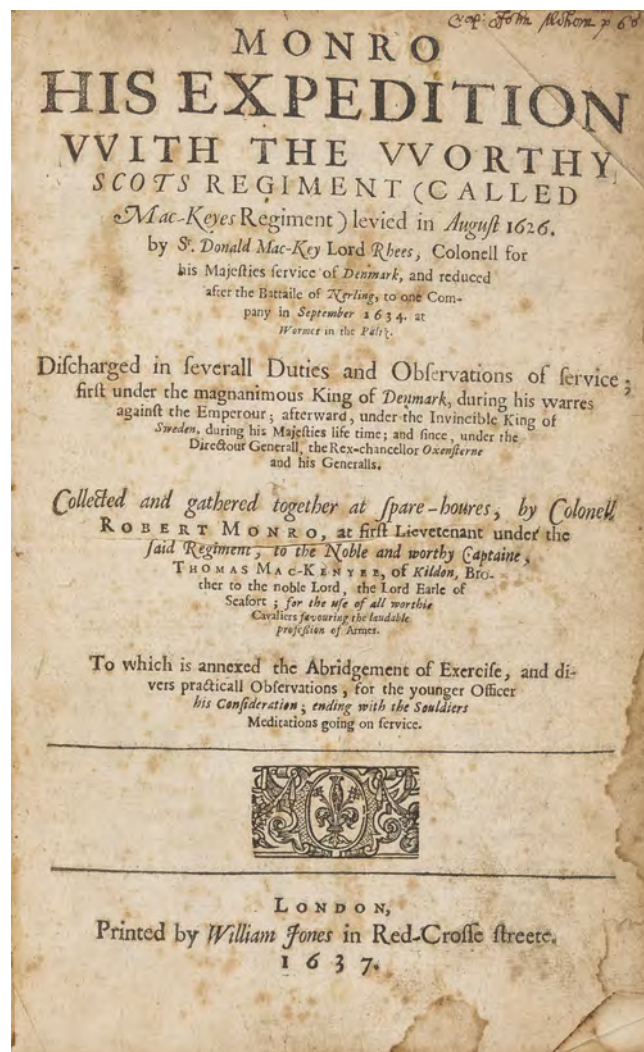 Cap: John p 60
MONRO
HIS EXPEDITION
VVITH THE VVORTHY
SCOTS REGIMENT (CALLED
Mac-Keyes Regiment) levied in Auguſt 1626.
by Sr. Donald Mac-Key Lord Rhees, Colonell for
his Majeſties ſervice of Denmark, and reduced
after the Battaile of Nerling, to one Com-
pany in September 1634. at
Wormes in the Paltz.
Diſcharged in ſeverall Duties and Obſervations of ſervice;
firſt under the magnanimous King of Denmark, during his warres
againſt the Emperour; afterward, under the Invincible King of
Sweden, during his Majeſties life time; and ſince, under the
Directour Generall, the Rex-chancellor Oxenſterne
and his Generalls.
Collected and gathered together at ſpare-houres, by Colonell
ROBERT MONRO, at firſt Lievetenant under the
ſaid Regiment, to the Noble and worthy Captaine,
THOMAS MAC-KENYEE, of Kildon, Bro-
ther to the noble Lord, the Lord Earle of
Seafort; for the uſe of all worthie
Cavaliers favouring the laudable
profeſſion of Armes.
To which is annexed the Abridgement of Exerciſe, and di-
vers practicall Obſervations, for the younger Officer
his Conſideration; ending with the Souldiers
Meditations going on ſervice.
LONDON,
Printed by William Jones in Red-Croſſe ſtreete.
1637.